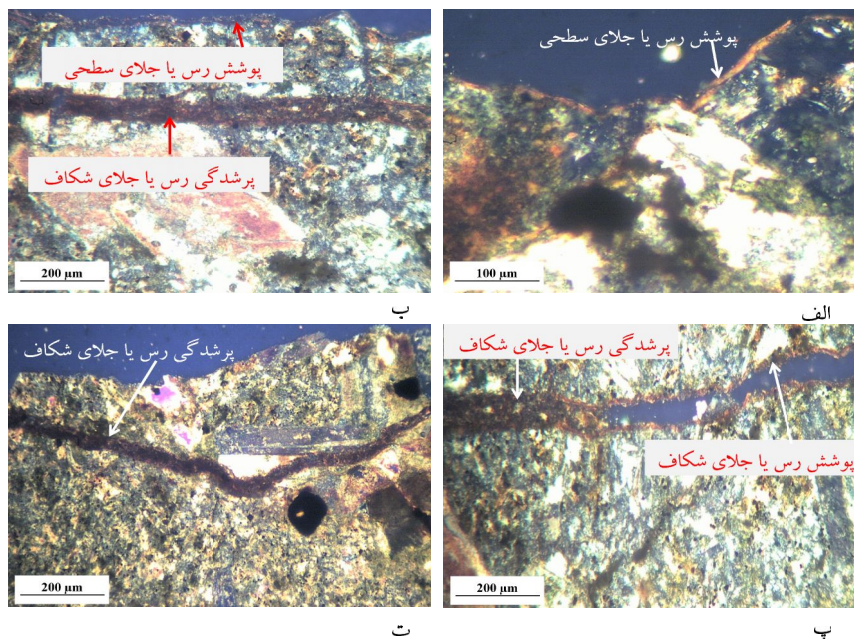 پوشش رس یا جلای سطحی
100 µm
الف
پوشش رس یا جلای سطحی
پرشدگی رس یا جلای شکاف
200 µm
ب
پرشدگی رس یا جلای شکاف
پوشش رس یا جلای شکاف
200 µm
پ
پرشدگی رس یا جلای شکاف
200 µm
ت